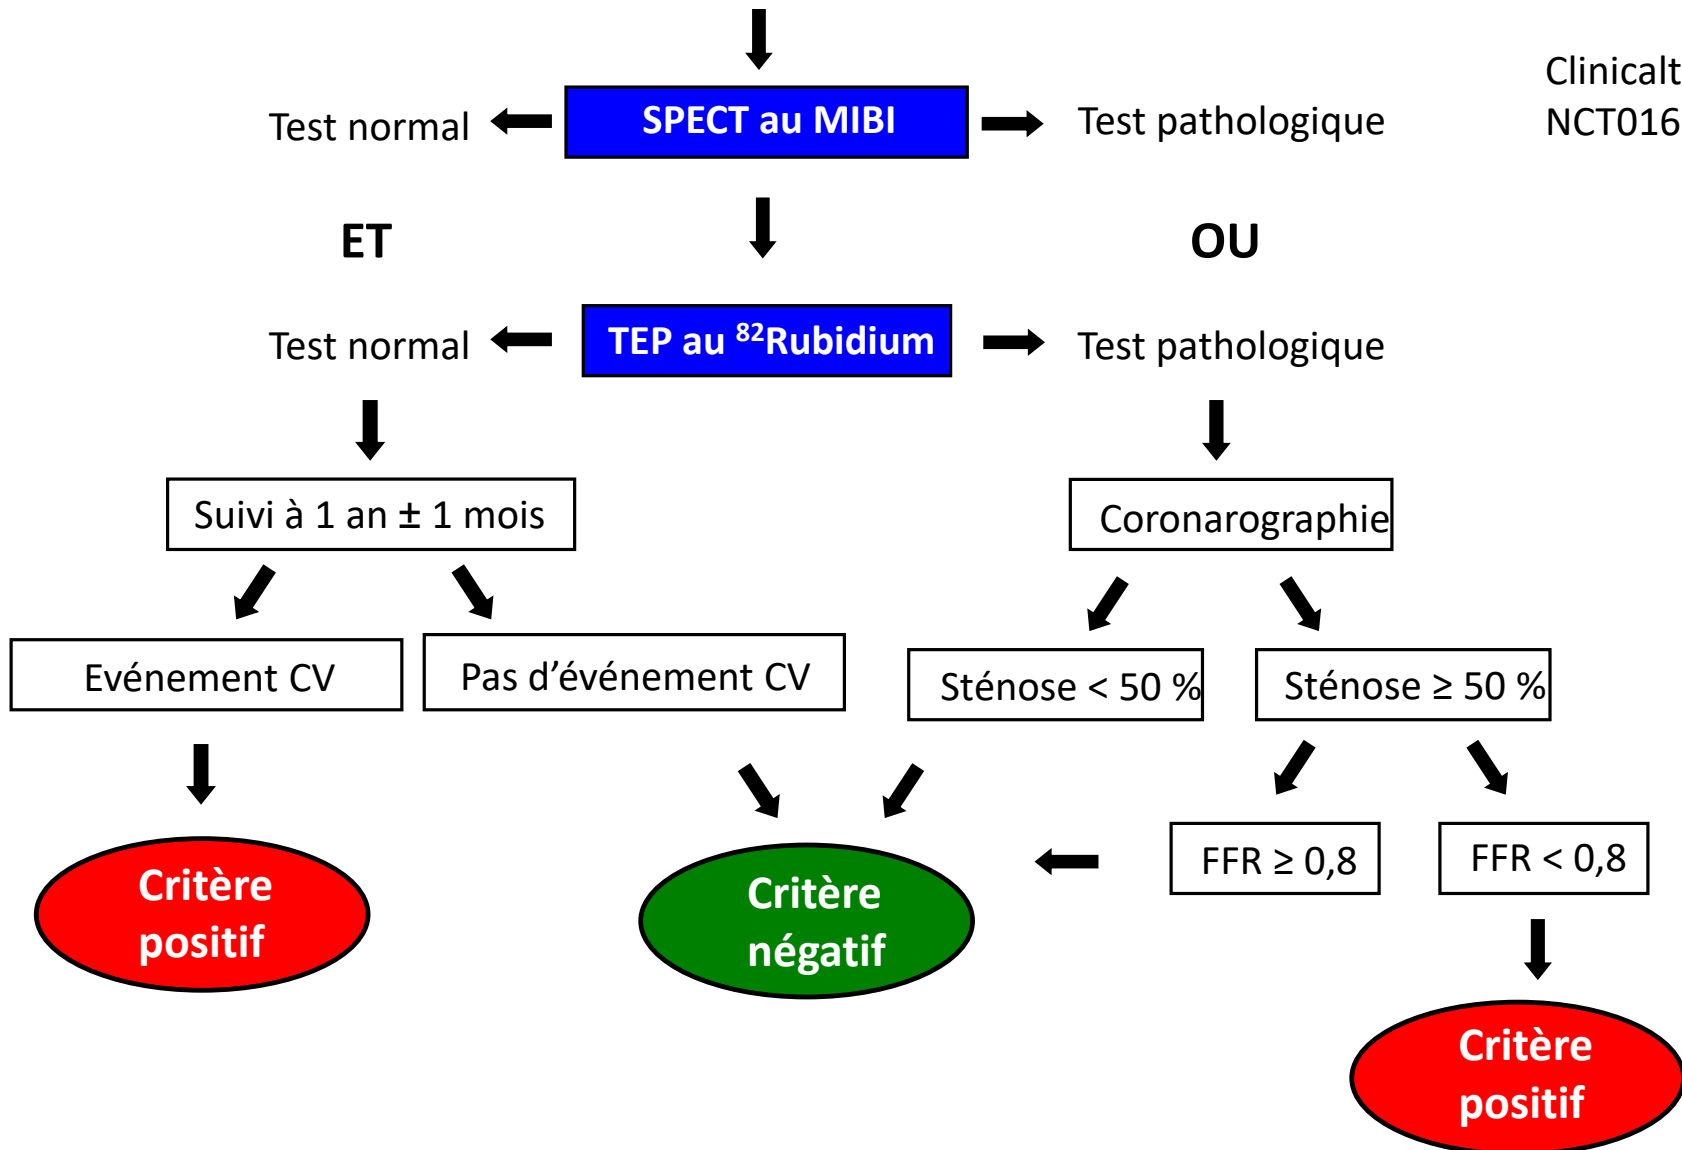 Clinicalt
NCT016
Test normal
SPECT au MIBI
Test pathologique
ET
OU
Test normal
TEP au ⁸²Rubidium
Test pathologique
Suivi à 1 an ± 1 mois
Coronarographie
Evénement CV
Pas d’événement CV
Sténose < 50 %
Sténose ≥ 50 %
FFR ≥ 0,8
FFR < 0,8
Critère
positif
Critère
négatif
Critère
positif